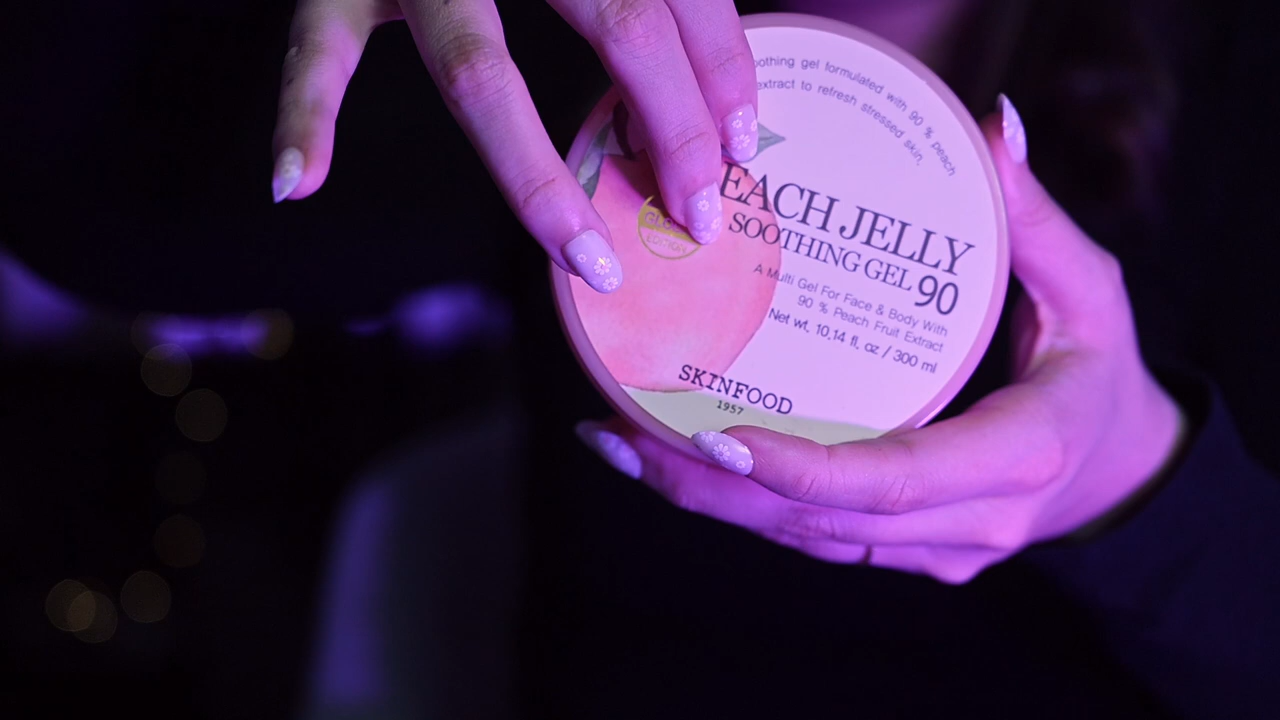 oothing gel formulated with 90 % peach
extract to refresh stressed skin.
EACH JELLY
SOOTHING GEL 90
EDITION
A Multi Gel For Face & Body With
90 % Peach Fruit Extract
Net wt. 10.14 fl. oz / 300 ml
SKINFOOD
1957